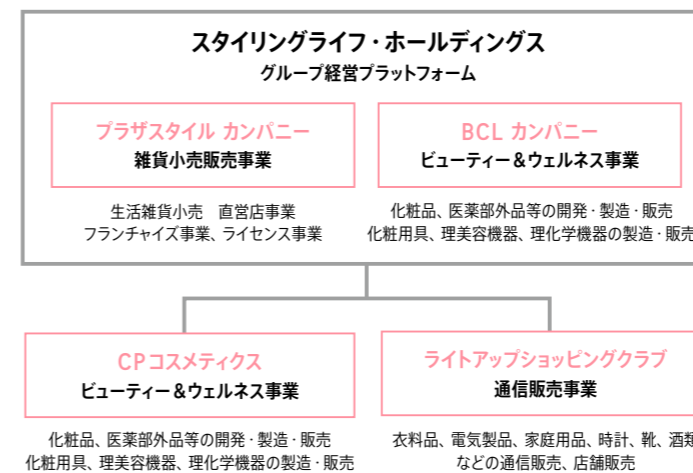 スタイリングライフ・ホールディングス
グループ経営プラットフォーム
プラザスタイル カンパニー
雑貨小売販売事業
生活雑貨小売　直営店事業
フランチャイズ事業、ライセンス事業
BCL カンパニー
ビューティー＆ウェルネス事業
化粧品、医薬部外品等の開発・製造・販売
化粧用具、理美容機器、理化学機器の製造・販売
CPコスメティクス
ビューティー＆ウェルネス事業
化粧品、医薬部外品等の開発・製造・販売
化粧用具、理美容機器、理化学機器の製造・販売
ライトアップショッピングクラブ
通信販売事業
衣料品、電気製品、家庭用品、時計、靴、酒類
などの通信販売、店舗販売